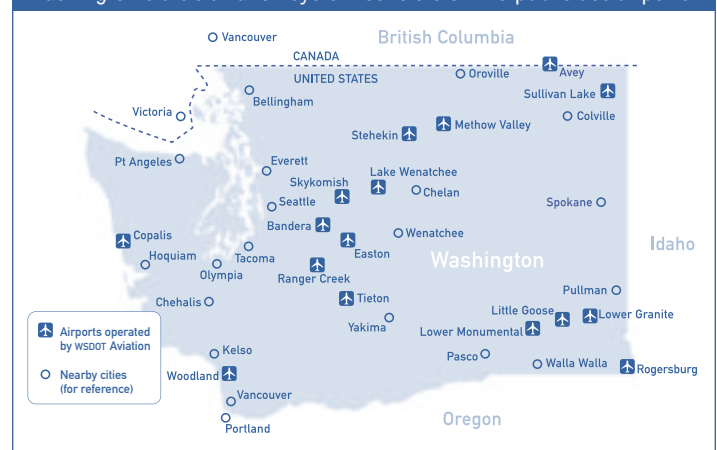 Vancouver
British Columbia
CANADA
UNITED STATES
Oroville
Avey
Sullivan Lake
Bellingham
Victoria
Colville
Methow Valley
Stehekin
Pt Angeles
Everett
Lake Wenatchee
Skykomish
Chelan
Seattle
Spokane
Bandera
Wenatchee
Copalis
Easton
Idaho
Hoquiam
Tacoma
Washington
Olympia
Ranger Creek
Pullman
Chehalis
Tieton
Little Goose
Lower Granite
Yakima
Lower Monumental
Airports operated
by WSDOT Aviation
Kelso
Pasco
Walla Walla
Rogersburg
Nearby cities
(for reference)
Woodland
Vancouver
Oregon
Portland